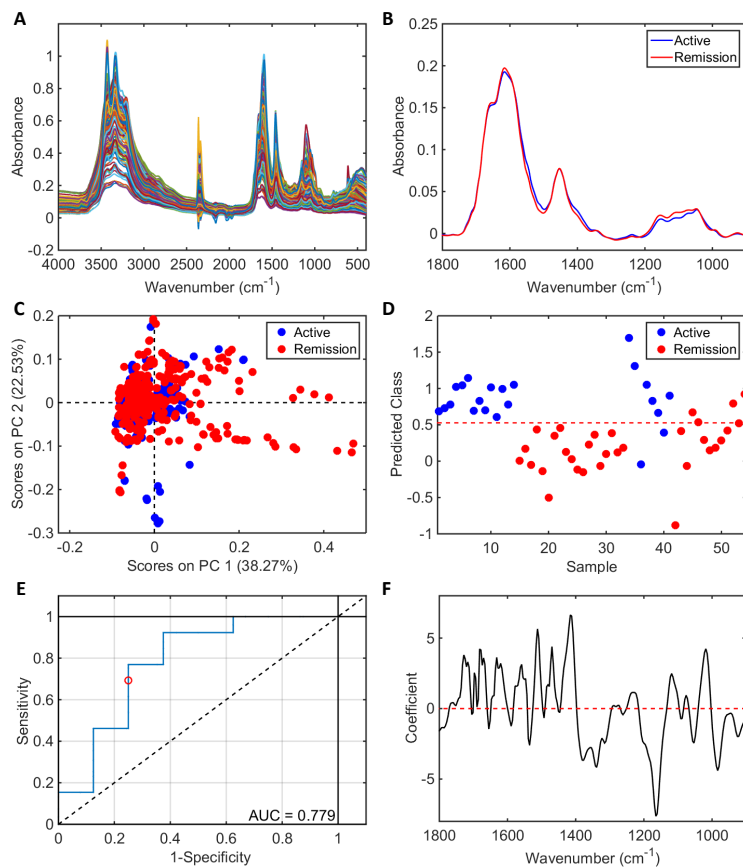 A
1
0.8
0.6
0.4
0.2
0
-0.2
Absorbance
4000 3500 3000 2500 2000 1500 1000 500
Wavenumber (cm-1)
B
0.25
0.2
0.15
0.1
0.05
0
Absorbance
Active
Remission
1800 1600 1400 1200 1000
Wavenumber (cm-1)
C
0.2
0.1
0
-0.1
-0.2
-0.3
Scores on PC 2 (22.53%)
Active
Remission
-0.2 0 0.2 0.4
Scores on PC 1 (38.27%)
D
2
1.5
1
0.5
0
-0.5
-1
Predicted Class
Active
Remission
10 20 30 40 50
Sample
E
1
0.8
0.6
0.4
0.2
0
Sensitivity
AUC = 0.779
0 0.2 0.4 0.6 0.8 1
1-Specificity
F
5
0
-5
Coefficient
1800 1600 1400 1200 1000
Wavenumber (cm-1)